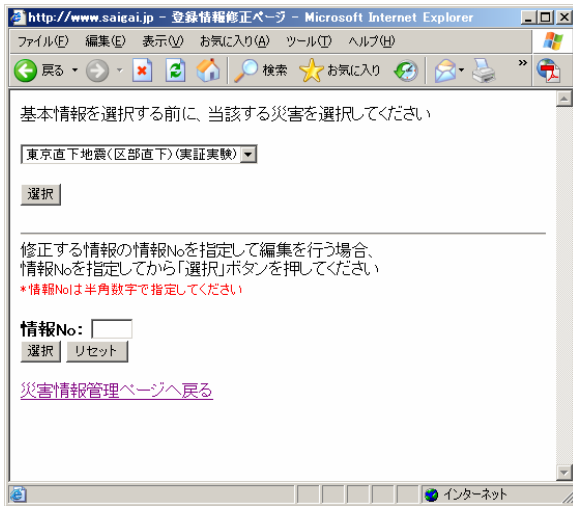 http://www.saigai.jp - 登録情報修正ページ - Microsoft Internet Explorer
ファイル(F) 編集(E) 表示(V) お気に入り(A) ツール(T) ヘルプ(H)
戻る 検索 お気に入り »
基本情報を選択する前に、当該する災害を選択してください
東京直下地震(区部直下)(実証実験)
選択
修正する情報の情報Noを指定して編集を行う場合、
情報Noを指定してから「選択」ボタンを押してください
*情報Noは半角数字で指定してください
情報No:
選択 リセット
災害情報管理ページへ戻る
インターネット